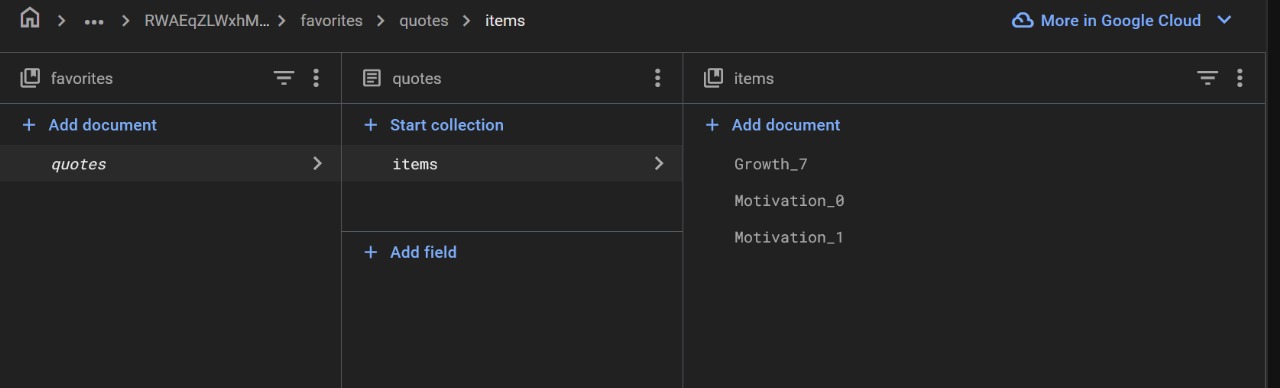 ... RWAEqZLWxhM... favorites quotes items More in Google Cloud
favorites quotes items
Add document Start collection Add document
quotes items Growth_7
Motivation_0
Motivation_1
Add field